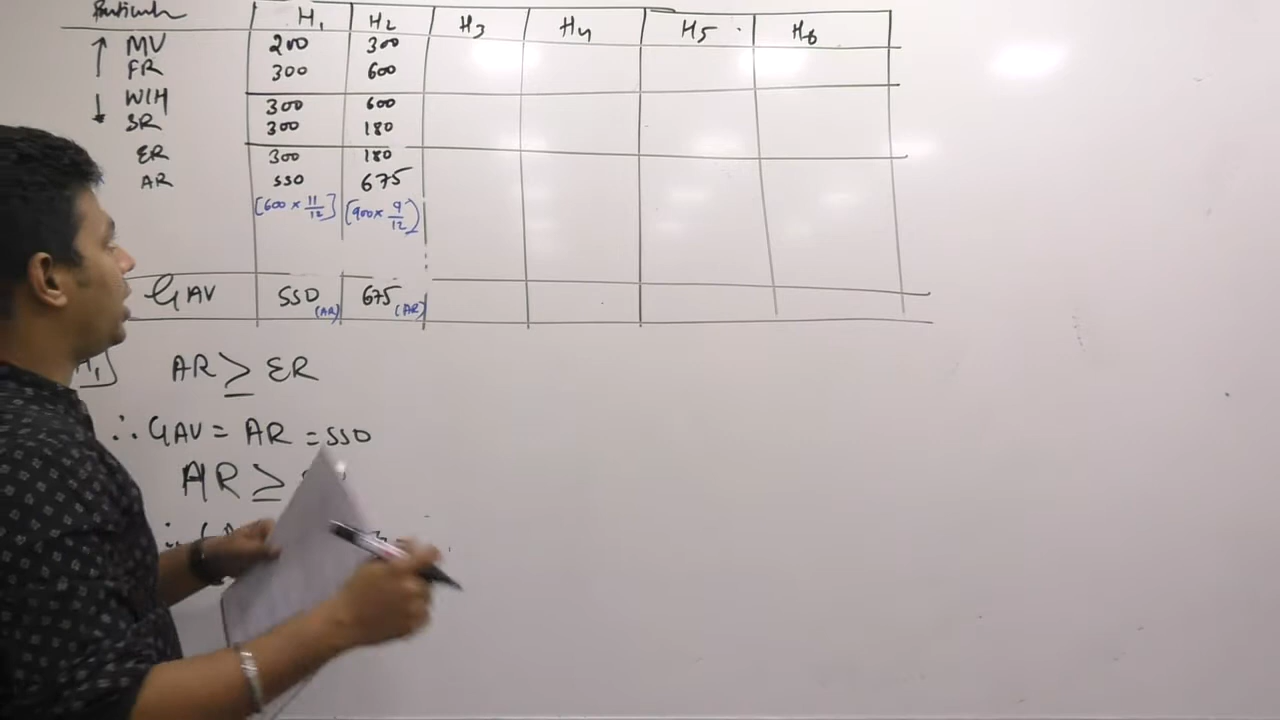 Particulars H1 H2 H3 H4 H5 H6
↑ MV 200 300
FR 300 600
↓ WIH 300 600
SR 300 180
ER 300 180
AR 550 675
[600 × 11/12] [900 × 9/12]
GAV 550 (AR) 675 (AR)
H1] AR ≥ ER
∴ GAV = AR = 550
AR ≥